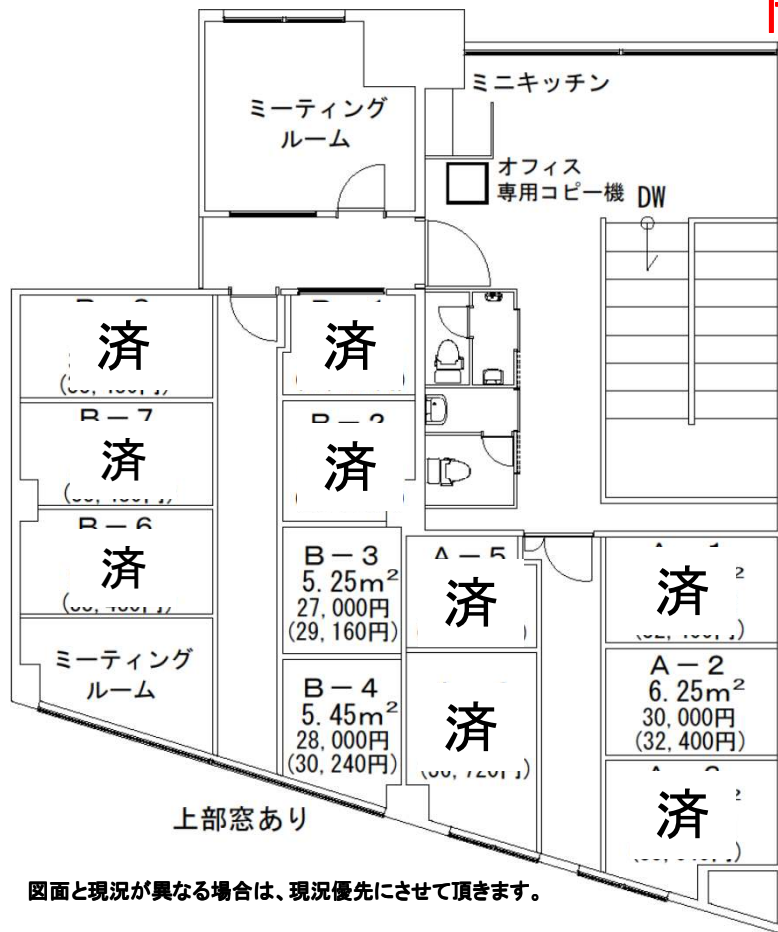 ミーティング
ルーム
ミニキッチン
オフィス
専用コピー機
DW
済
済
B－7
済
B－2
済
B－6
済
B－3
5.25m²
27,000円
(29,160円)
A－5
済
済
ミーティング
ルーム
B－4
5.45m²
28,000円
(30,240円)
済
A－2
6.25m²
30,000円
(32,400円)
済
上部窓あり
図面と現況が異なる場合は、現況優先にさせて頂きます。